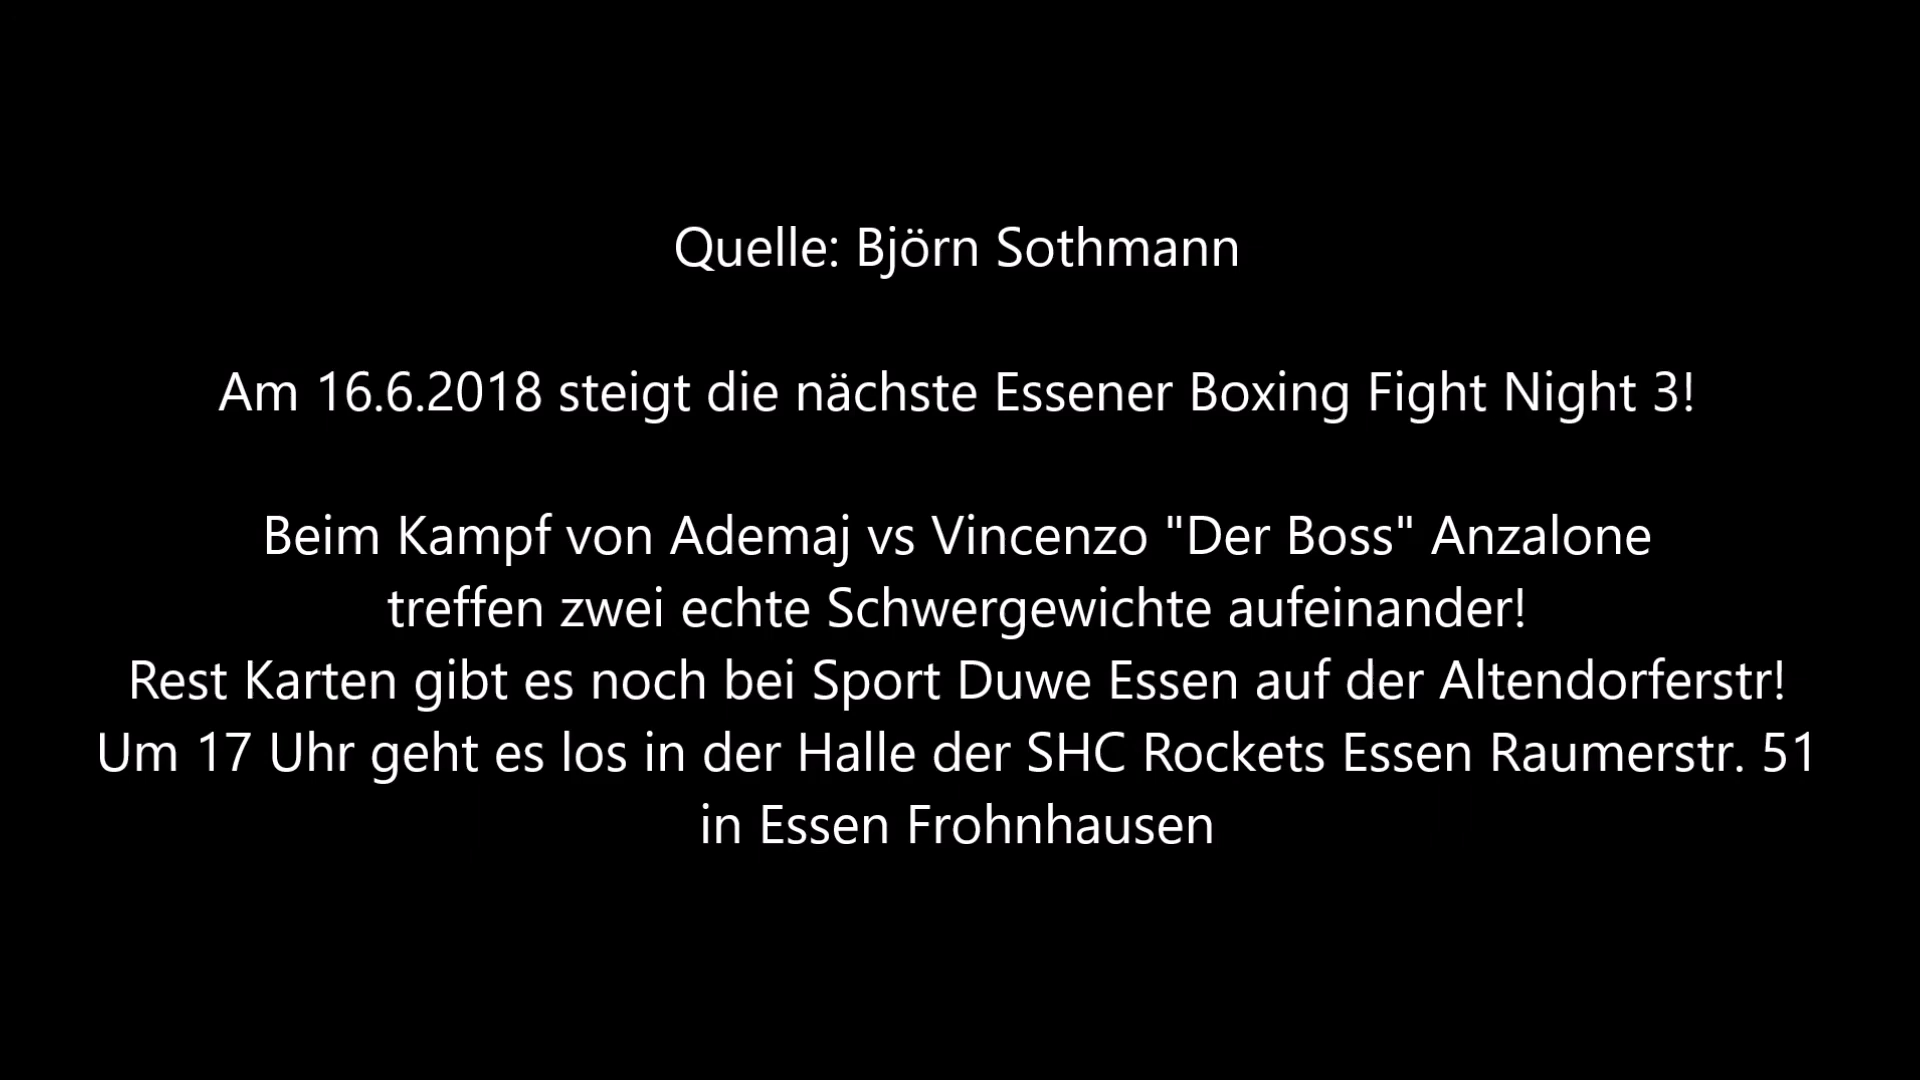 Quelle: Björn Sothmann
Am 16.6.2018 steigt die nächste Essener Boxing Fight Night 3!
Beim Kampf von Ademaj vs Vincenzo "Der Boss" Anzalone
treffen zwei echte Schwergewichte aufeinander!
Rest Karten gibt es noch bei Sport Duwe Essen auf der Altendorferstr!
Um 17 Uhr geht es los in der Halle der SHC Rockets Essen Raumerstr. 51
in Essen Frohnhausen